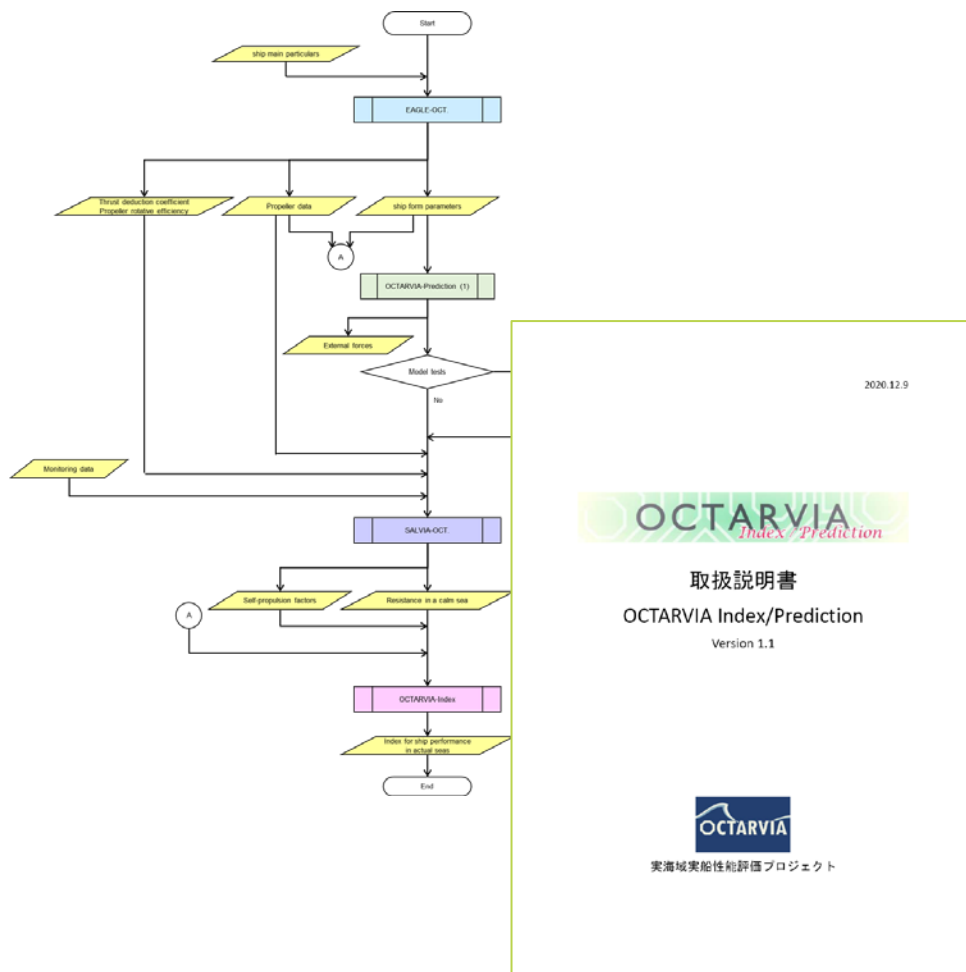 Start
ship main particulars
EAGLE-OCT.
Thrust deduction coefficient
Propeller rotative efficiency
Propeller data
ship form parameters
A
OCTARVIA-Prediction (1)
External forces
Model tests
No
Monitoring data
SALVIA-OCT.
Self-propulsion factors
Resistance in a calm sea
A
OCTARVIA-Index
Index for ship performance
in actual seas
End
2020.12.9
OCTARVIA
Index / Prediction
取扱説明書
OCTARVIA Index/Prediction
Version 1.1
OCTARVIA
実海域実船性能評価プロジェクト